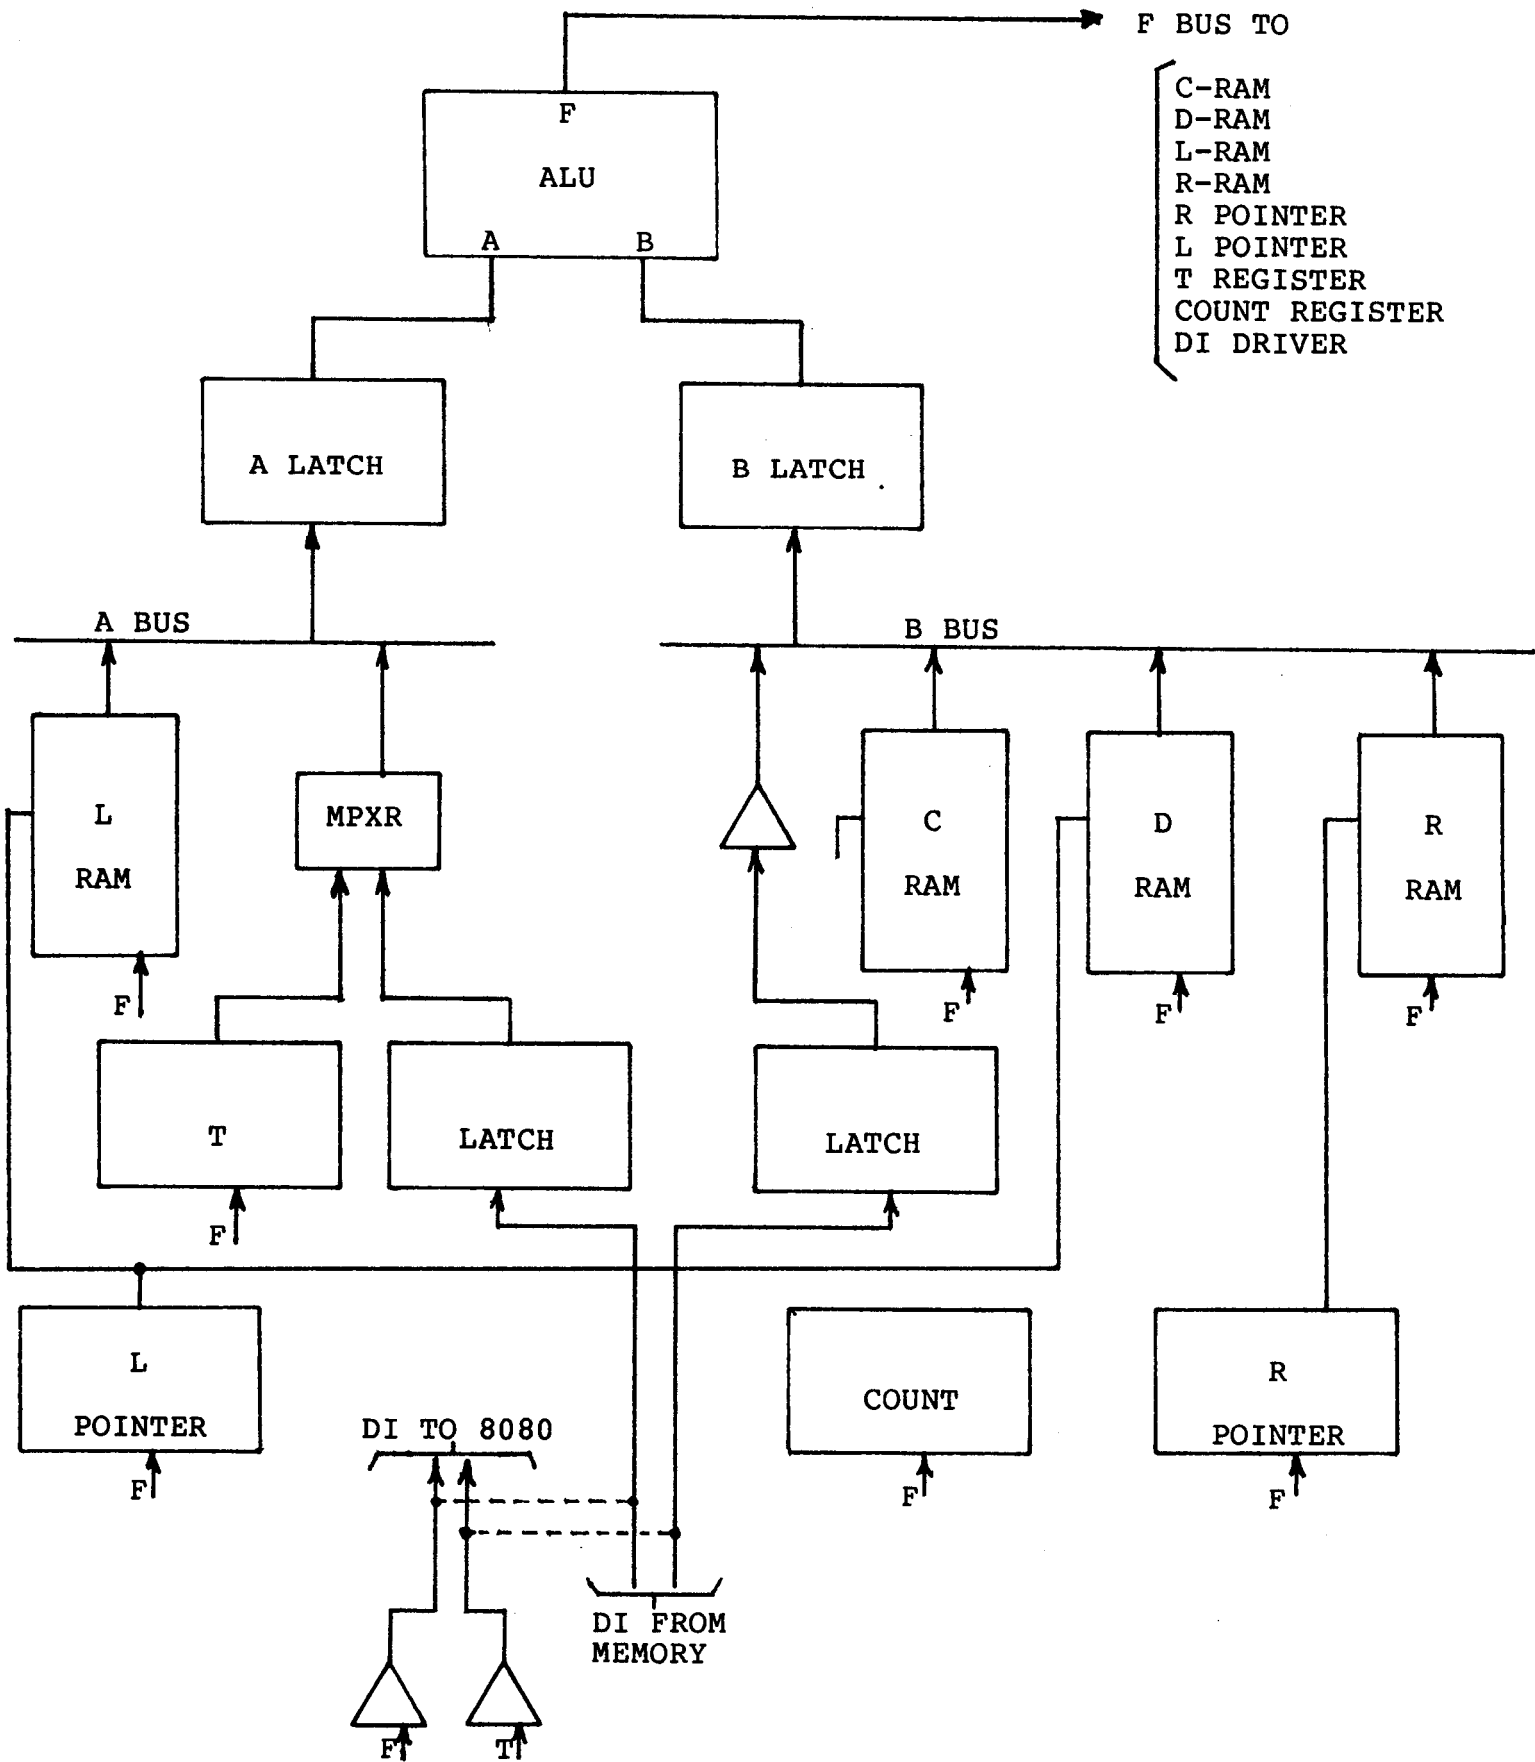 F BUS TO
C-RAM
D-RAM
L-RAM
R-RAM
R POINTER
L POINTER
T REGISTER
COUNT REGISTER
DI DRIVER
F
ALU
A B
A LATCH
B LATCH
A BUS
B BUS
L
RAM
F
MPXR
C
RAM
F
D
RAM
F
R
RAM
F
T
F
LATCH
LATCH
L
POINTER
F
COUNT
F
R
POINTER
F
DI TO 8080
DI FROM
MEMORY
F
T